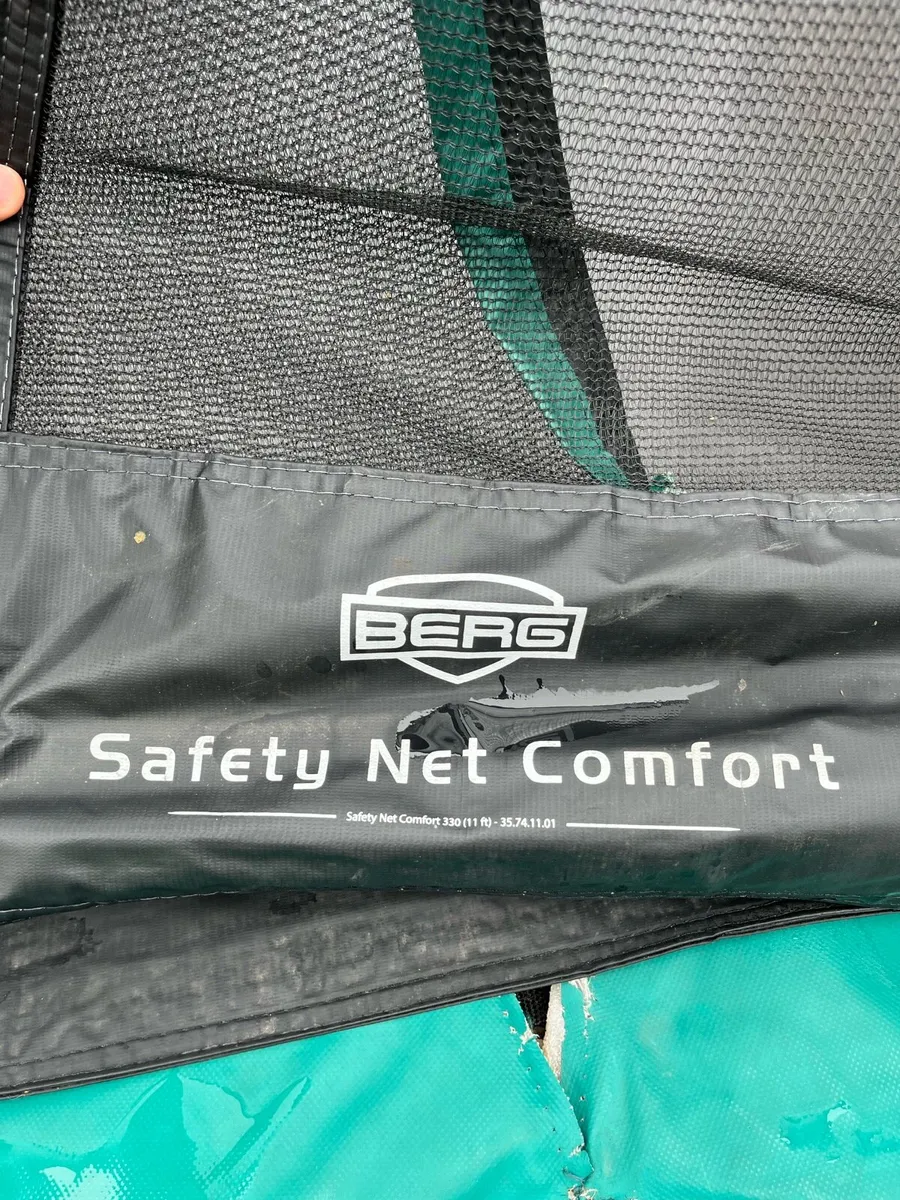 BERG
Safety Net Comfort
Safety Net Comfort 330 (11 ft) - 35.74.11.01